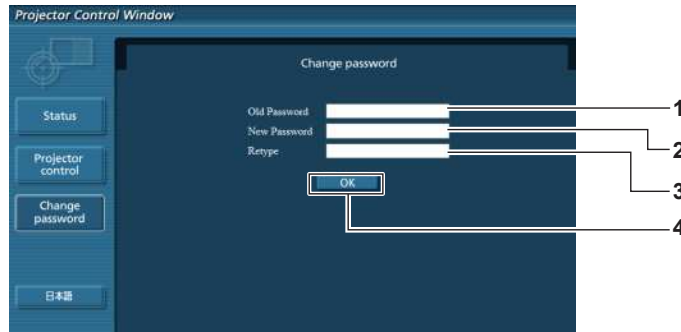 Projector Control Window
Change password
Status
Projector
control
Change
password
日本語
Old Password
New Password
Retype
OK
1
2
3
4